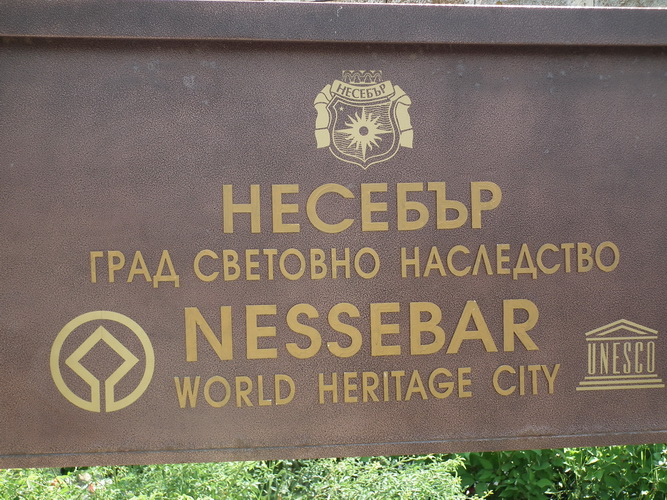 НЕСЕБЪР
НЕСЕБЪР
ГРАД СВЕТОВНО НАСЛЕДСТВО
NESSEBAR
WORLD HERITAGE CITY
UNESCO